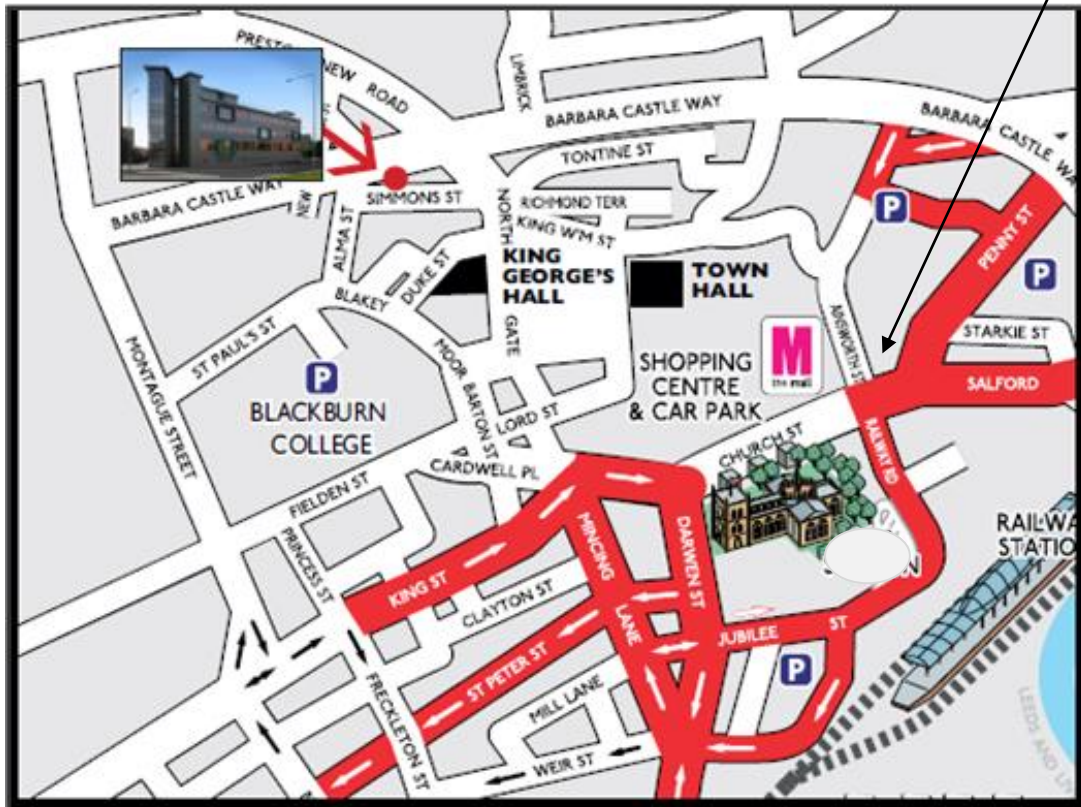 PRESTON NEW ROAD
LIMBRICK
BARBARA CASTLE WAY
BARBARA CASTLE WAY
TONTINE ST
BARBARA CASTLE WAY
NEW
SIMMONS ST
RICHMOND TERR
NORTH GATE
KING W'M ST
P
PENNY ST
ALMA ST
DUKE ST
KING
GEORGE'S
HALL
TOWN
HALL
P
BLAKEY MOOR
AINSWORTH ST
STARKIE ST
ST PAUL'S ST
M
the mall
SHOPPING
CENTRE
& CAR PARK
SALFORD
MONTAGUE STREET
P
BLACKBURN
COLLEGE
BARTON ST
LORD ST
CHURCH ST
RAILWAY RD
CARDWELL PL
FIELDEN ST
PRINCESS ST
MINCING LANE
DARWEN ST
RAILWA
STATIO
N
KING ST
CLAYTON ST
JUBILEE ST
P
ST PETER ST
MILL LANE
FRECKLETON ST
WEIR ST
LEEDS AND LIV